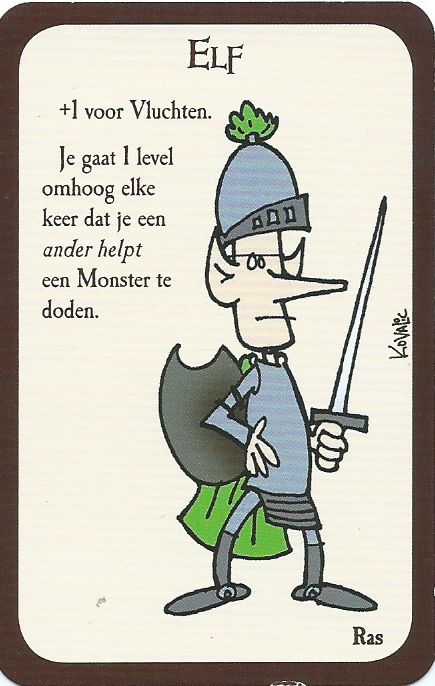 Elf
+1 voor Vluchten.
Je gaat 1 level
omhoog elke
keer dat je een
ander helpt
een Monster te
doden.
Kovalic
Ras